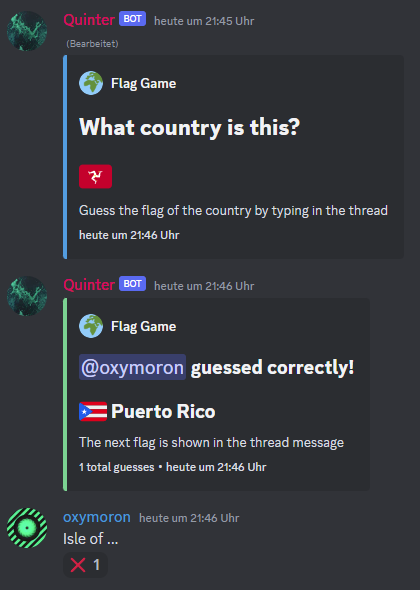 Quinter BOT heute um 21:45 Uhr
(Bearbeitet)
Flag Game
What country is this?
Guess the flag of the country by typing in the thread
heute um 21:46 Uhr
Quinter BOT heute um 21:46 Uhr
Flag Game
@oxymoron guessed correctly!
Puerto Rico
The next flag is shown in the thread message
1 total guesses • heute um 21:46 Uhr
oxymoron heute um 21:46 Uhr
Isle of ...
1